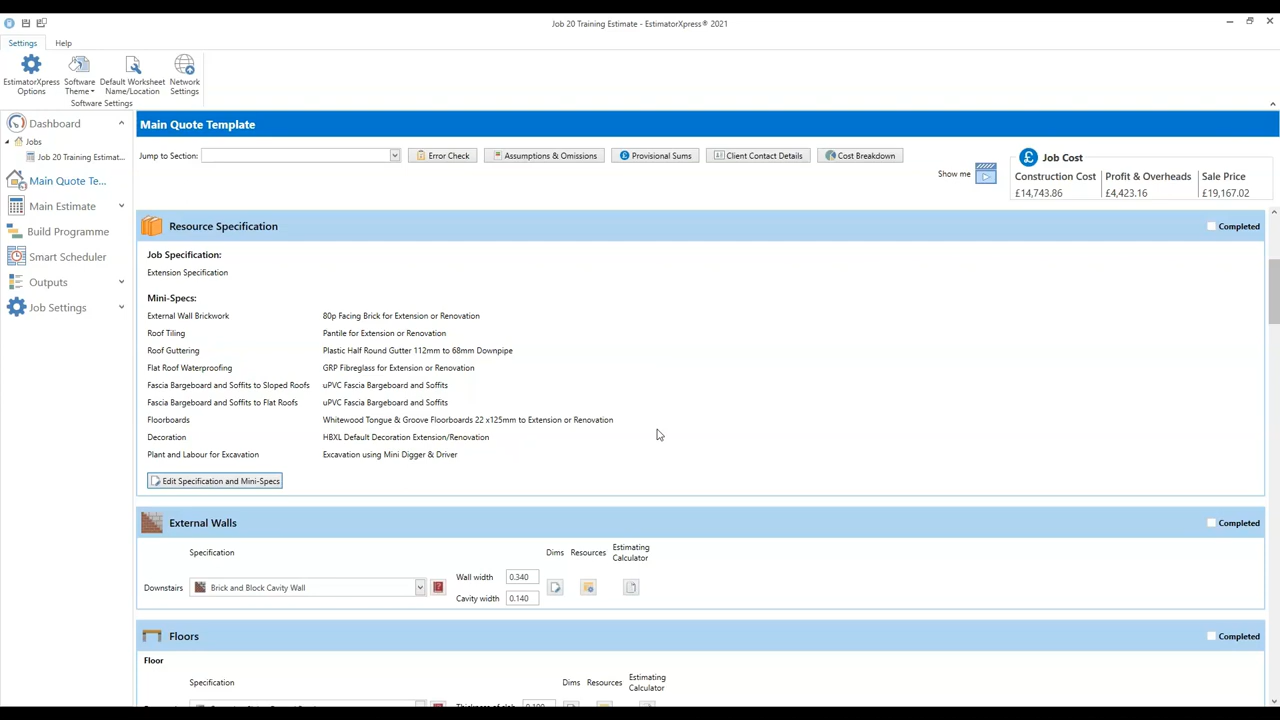 Job 20 Training Estimate - EstimatorXpress® 2021
Settings Help
EstimatorXpress Options
Software Theme
Default Worksheet Name/Location
Network Settings
Software Settings
Dashboard
Jobs
Job 20 Training Estimat...
Main Quote Te...
Main Estimate
Build Programme
Smart Scheduler
Outputs
Job Settings
Main Quote Template
Jump to Section:
Error Check
Assumptions & Omissions
Provisional Sums
Client Contact Details
Cost Breakdown
Show me
Job Cost
Construction Cost Profit & Overheads Sale Price
£14,743.86 £4,423.16 £19,167.02
Resource Specification Completed
Job Specification:
Extension Specification
Mini-Specs:
External Wall Brickwork 80p Facing Brick for Extension or Renovation
Roof Tiling Pantile for Extension or Renovation
Roof Guttering Plastic Half Round Gutter 112mm to 68mm Downpipe
Flat Roof Waterproofing GRP Fibreglass for Extension or Renovation
Fascia Bargeboard and Soffits to Sloped Roofs uPVC Fascia Bargeboard and Soffits
Fascia Bargeboard and Soffits to Flat Roofs uPVC Fascia Bargeboard and Soffits
Floorboards Whitewood Tongue & Groove Floorboards 22 x125mm to Extension or Renovation
Decoration HBXL Default Decoration Extension/Renovation
Plant and Labour for Excavation Excavation using Mini Digger & Driver
Edit Specification and Mini-Specs
External Walls Completed
Specification Dims Resources Estimating Calculator
Downstairs Brick and Block Cavity Wall
Wall width 0.340
Cavity width 0.140
Floors Completed
Floor
Specification Dims Resources Estimating Calculator